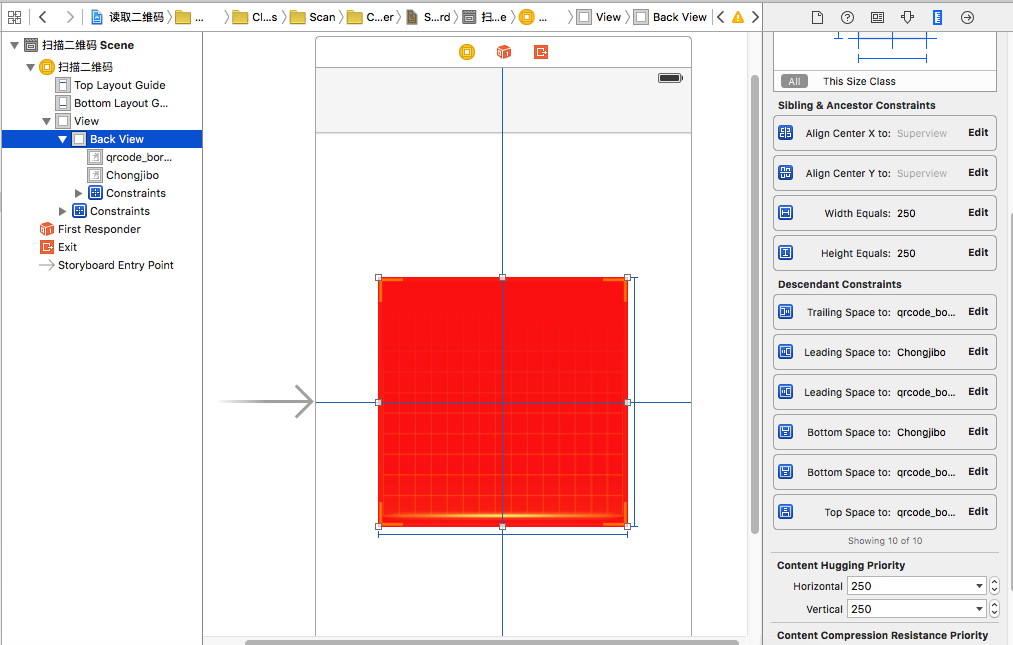 读取二维码 ... Cl...s Scan C...er S...rd 扫...e ... View Back View
扫描二维码 Scene
扫描二维码
Top Layout Guide
Bottom Layout G...
View
Back View
qrcode_bor...
Chongjibo
Constraints
Constraints
First Responder
Exit
Storyboard Entry Point
All This Size Class
Sibling & Ancestor Constraints
Align Center X to: Superview Edit
Align Center Y to: Superview Edit
Width Equals: 250 Edit
Height Equals: 250 Edit
Descendant Constraints
Trailing Space to: qrcode_bo... Edit
Leading Space to: Chongjibo Edit
Leading Space to: qrcode_bo... Edit
Bottom Space to: Chongjibo Edit
Bottom Space to: qrcode_bo... Edit
Top Space to: qrcode_bo... Edit
Showing 10 of 10
Content Hugging Priority
Horizontal 250
Vertical 250
Content Compression Resistance Priority